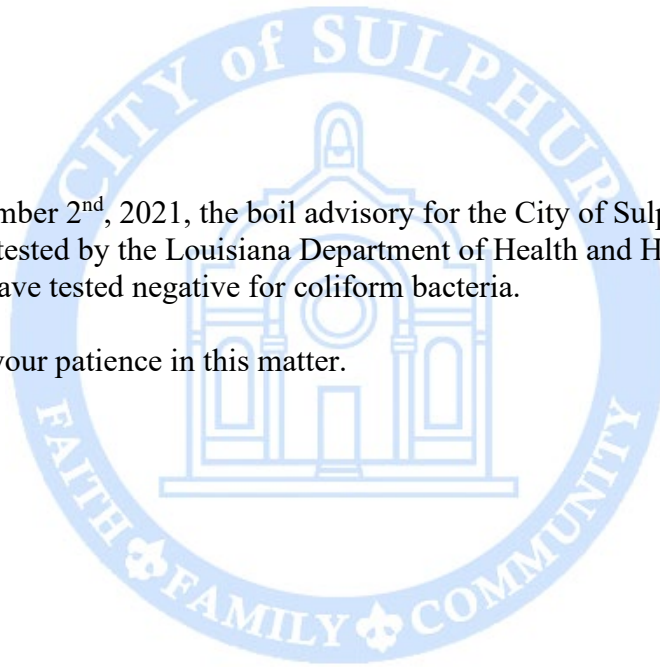 CITY of SULPHUR
mber 2nd, 2021, the boil advisory for the City of Sulp
tested by the Louisiana Department of Health and H
ave tested negative for coliform bacteria.
your patience in this matter.
FAITH FAMILY COMMUNITY